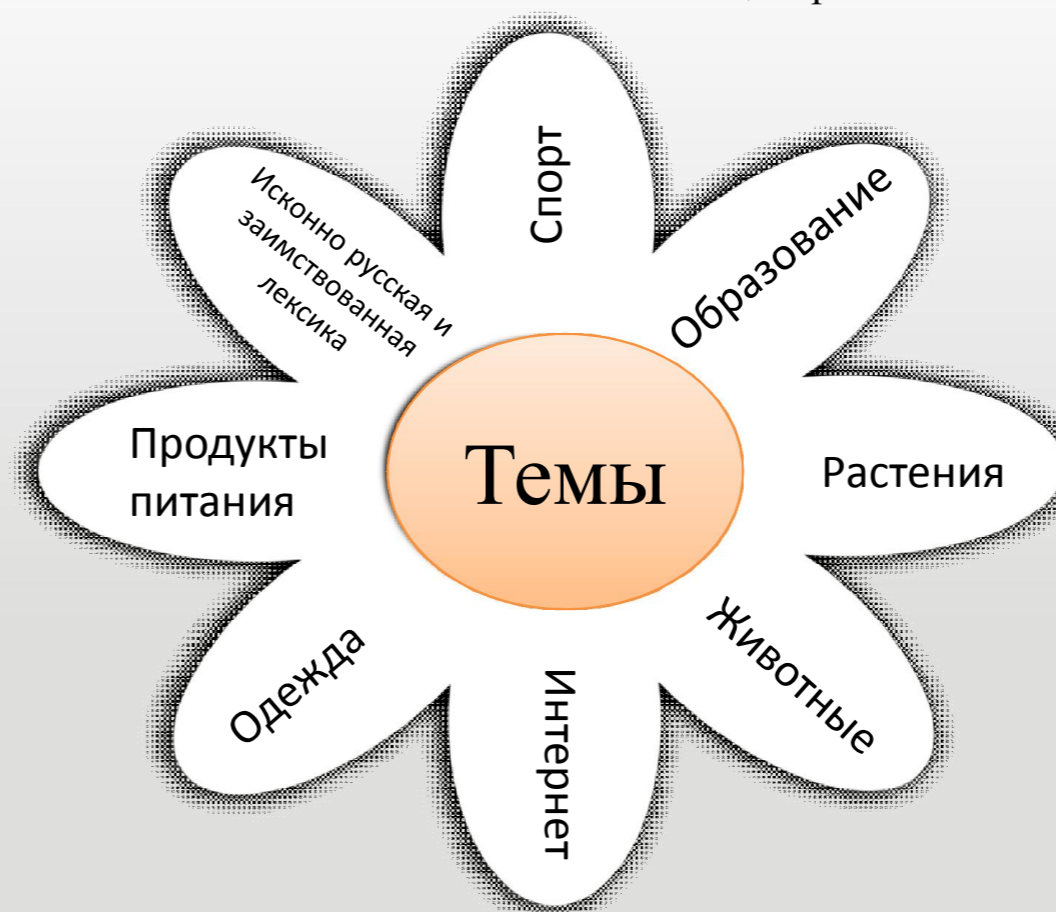 Спорт
Образование
Исконно русская и
заимствованная
лексика
Продукты
питания
Темы
Растения
Одежда
Интернет
Животные